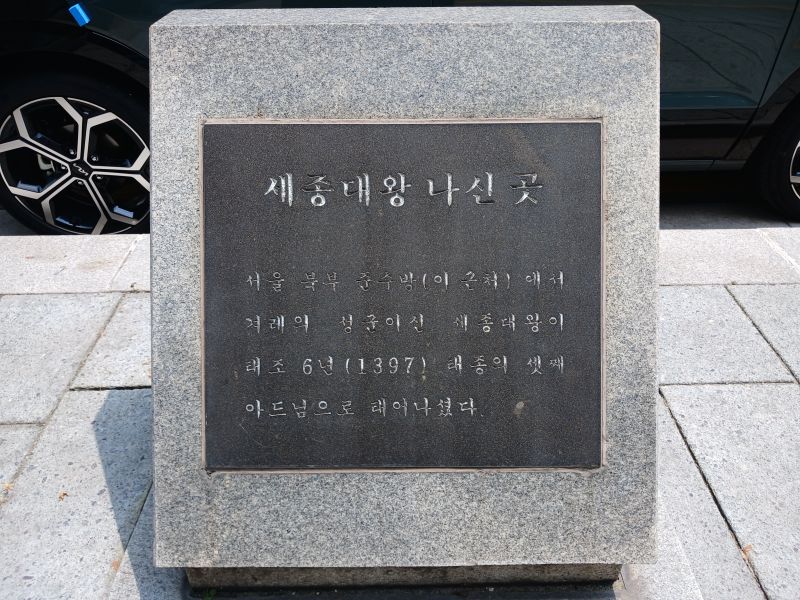 세종대왕 나신 곳
서울 북부 준수방(이 근처) 에서
겨레의 성군이신 세종대왕이
태조 6년(1397) 태종의 셋째
아드님으로 태어나셨다.